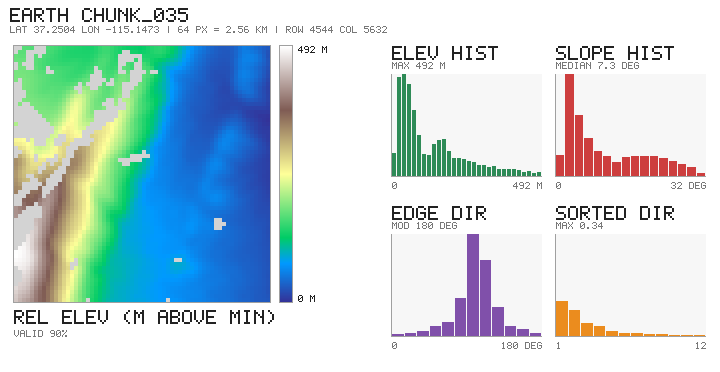 EARTH CHUNK_035
LAT 37.2504 LON -115.1473 | 64 PX = 2.56 KM | ROW 4544 COL 5632
492 M
0 M
REL ELEV (M ABOVE MIN)
VALID 90%
ELEV HIST
MAX 492 M
0 492 M
SLOPE HIST
MEDIAN 7.3 DEG
0 32 DEG
EDGE DIR
MOD 180 DEG
0 180 DEG
SORTED DIR
MAX 0.34
1 12